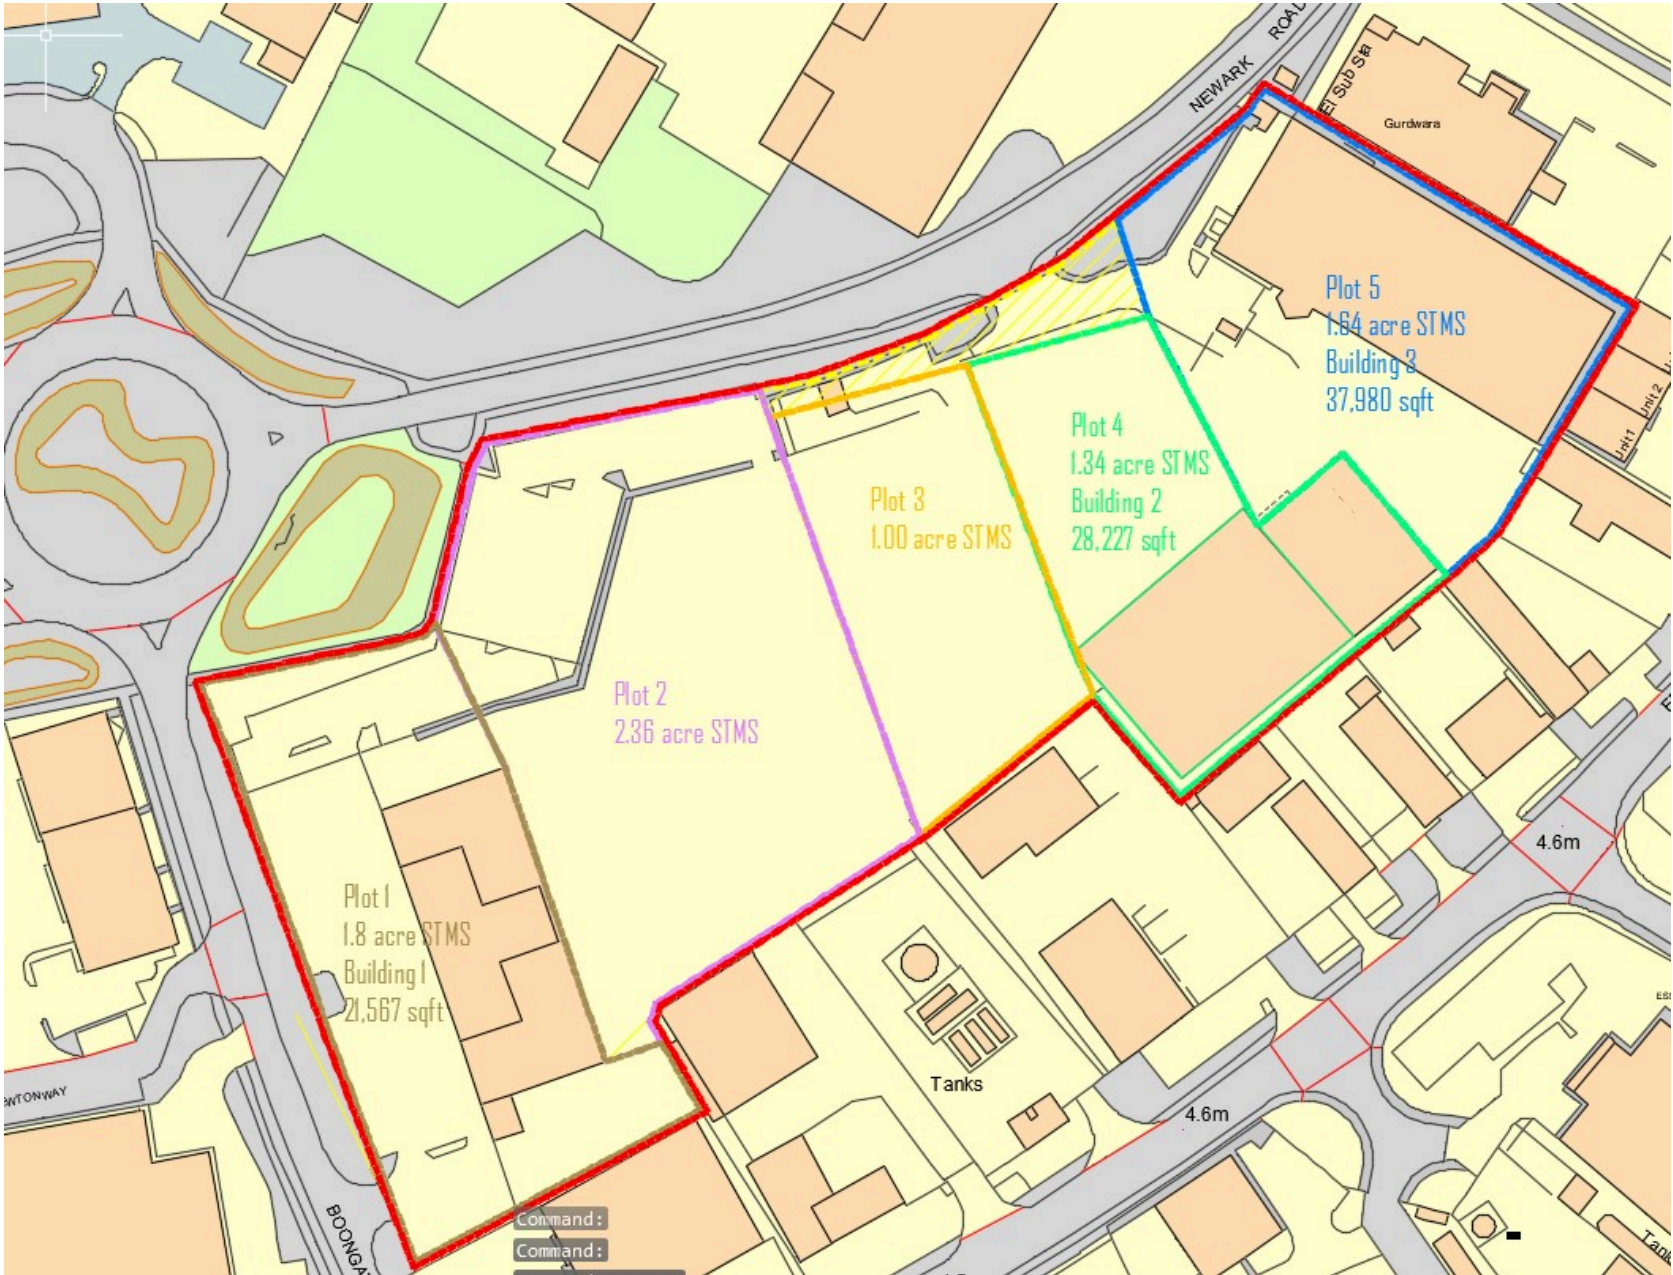 NEWARK ROAD
El Sub Sta
Gurdwara
Plot 5
1.64 acre STMS
Building 3
37,980 sqft
Unit 2
Unit 1
Plot 4
1.34 acre STMS
Building 2
28,227 sqft
Plot 3
1.00 acre STMS
Plot 2
2.36 acre STMS
Plot 1
1.8 acre STMS
Building 1
21,567 sqft
4.6m
Tanks
4.6m
WTONWAY
BOONGA
Command:
Command:
Tank